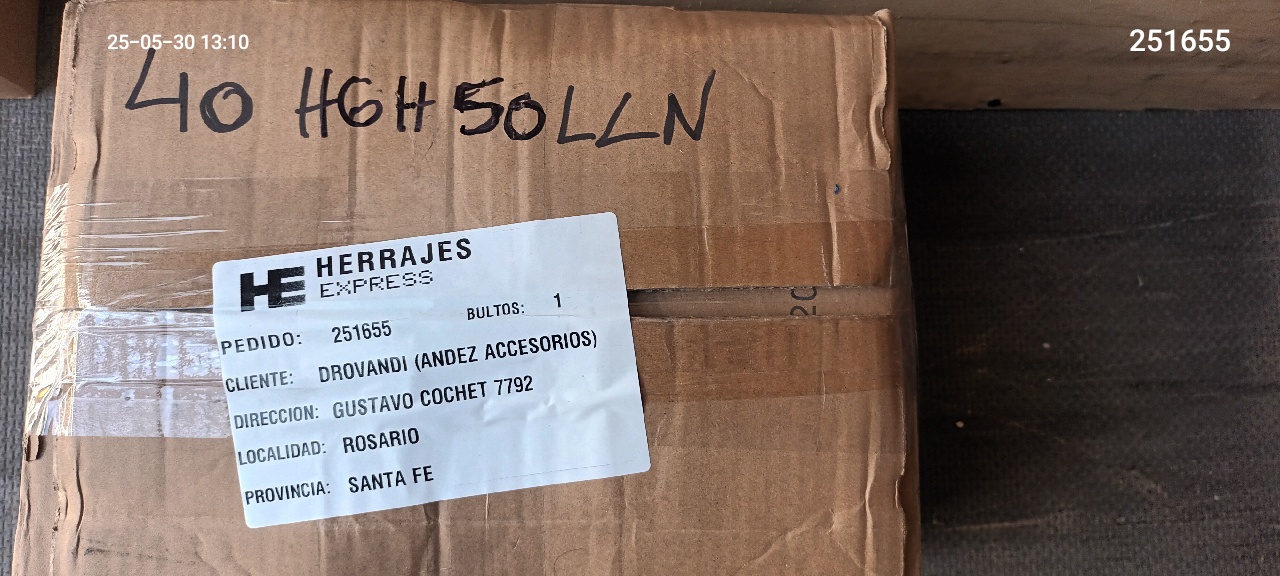 25-05-30 13:10
251655
40 HGH 50LLN
HE HERRAJES
EXPRESS
BULTOS: 1
PEDIDO: 251655
CLIENTE: DROVANDI (ANDEZ ACCESORIOS)
DIRECCION: GUSTAVO COCHET 7792
LOCALIDAD: ROSARIO
PROVINCIA: SANTA FE